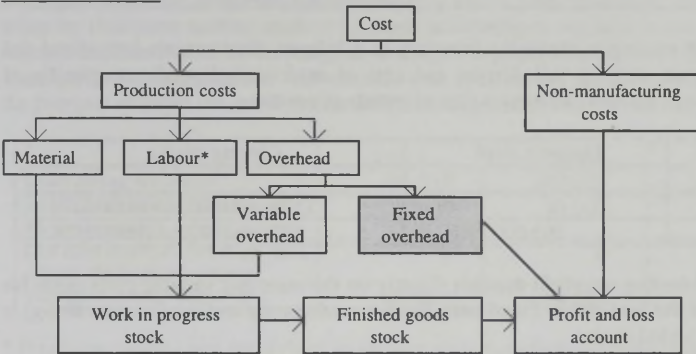 Cost
Production costs
Non-manufacturing
costs
Material
Labour*
Overhead
Variable
overhead
Fixed
overhead
Work in progress
stock
Finished goods
stock
Profit and loss
account